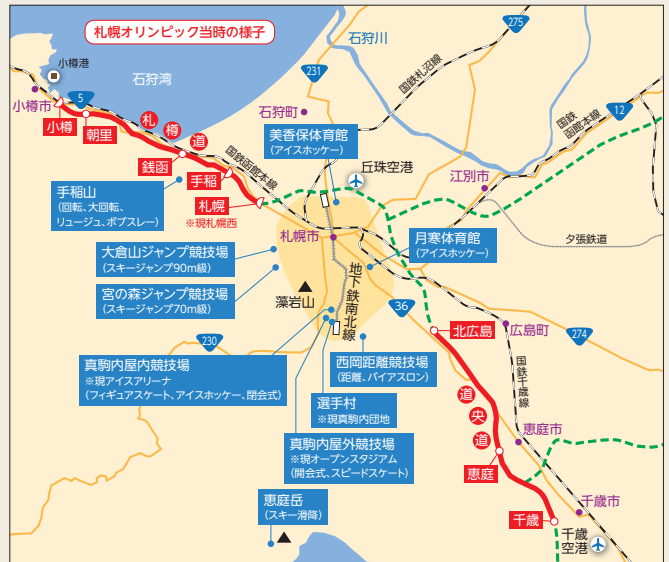 札幌オリンピック当時の様子
小樽港
石狩湾
石狩川
275
国鉄札沼線
231
5
小樽市
小樽
朝里
札
樽
道
石狩町
12
国鉄
函館本線
美香保体育館
(アイスホッケー)
銭函
国鉄函館本線
丘珠空港
手稲
江別市
手稲山
(回転、大回転、
リュージュ、ボブスレー)
札幌
※現札幌西
札幌市
月寒体育館
(アイスホッケー)
夕張鉄道
大倉山ジャンプ競技場
(スキージャンプ90m級)
宮の森ジャンプ競技場
(スキージャンプ70m級)
地下鉄南北線
藻岩山
36
北広島
広島町
274
230
真駒内屋内競技場
※現アイスアリーナ
(フィギュアスケート、アイスホッケー、閉会式)
西岡距離競技場
(距離、バイアスロン)
国鉄千歳線
選手村
※現真駒内団地
道
央
道
真駒内屋外競技場
※現オープンスタジアム
(開会式、スピードスケート)
恵庭市
恵庭
恵庭岳
(スキー滑降)
千歳市
千歳
千歳
空港